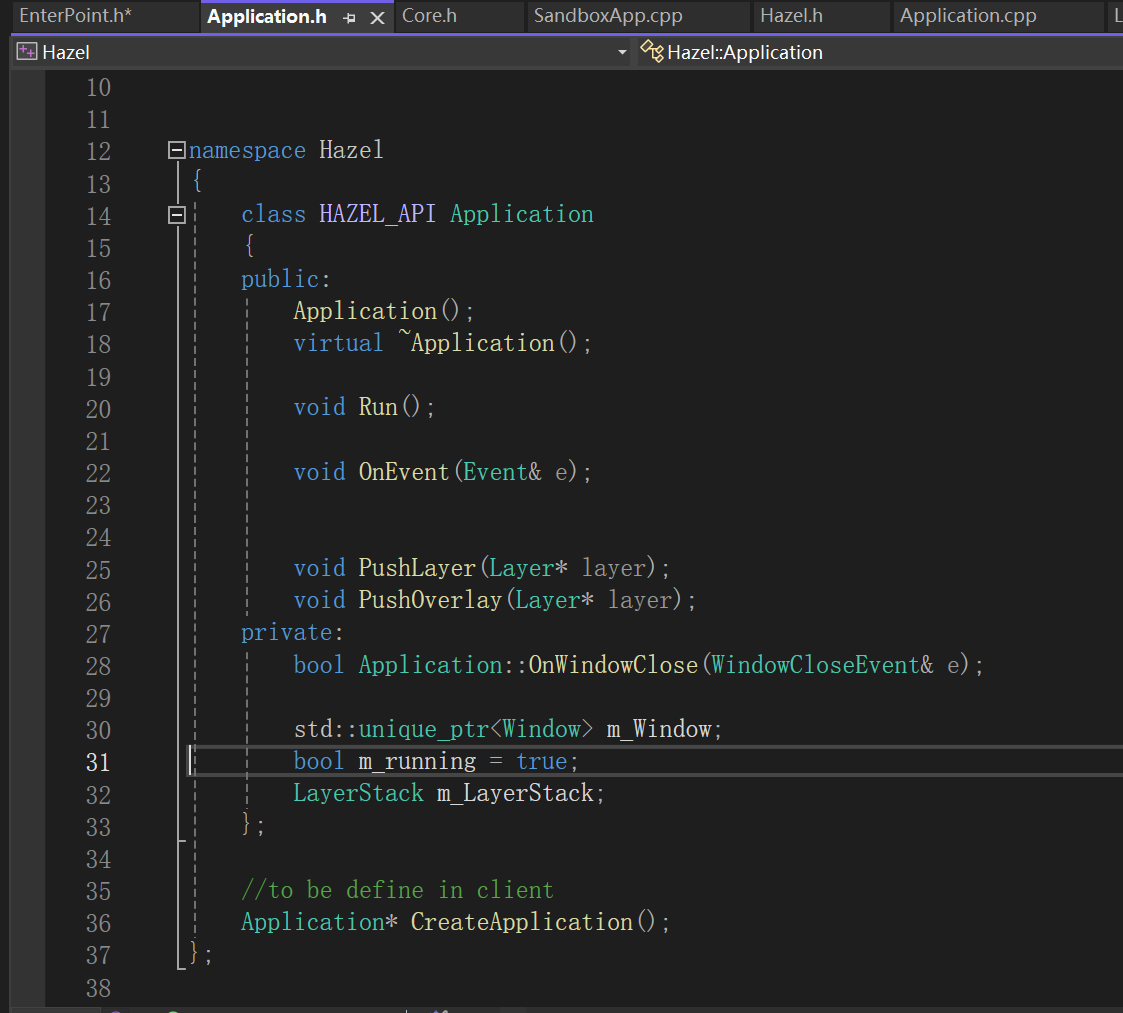 EnterPoint.h*
Application.h
Core.h
SandboxApp.cpp
Hazel.h
Application.cpp
L
Hazel
Hazel::Application
10
11
12 namespace Hazel
13 {
14 class HAZEL_API Application
15 {
16 public:
17 Application();
18 virtual ~Application();
19
20 void Run();
21
22 void OnEvent(Event& e);
23
24
25 void PushLayer(Layer* layer);
26 void PushOverlay(Layer* layer);
27 private:
28 bool Application::OnWindowClose(WindowCloseEvent& e);
29
30 std::unique_ptr<Window> m_Window;
31 bool m_running = true;
32 LayerStack m_LayerStack;
33 };
34
35 //to be define in client
36 Application* CreateApplication();
37 };
38